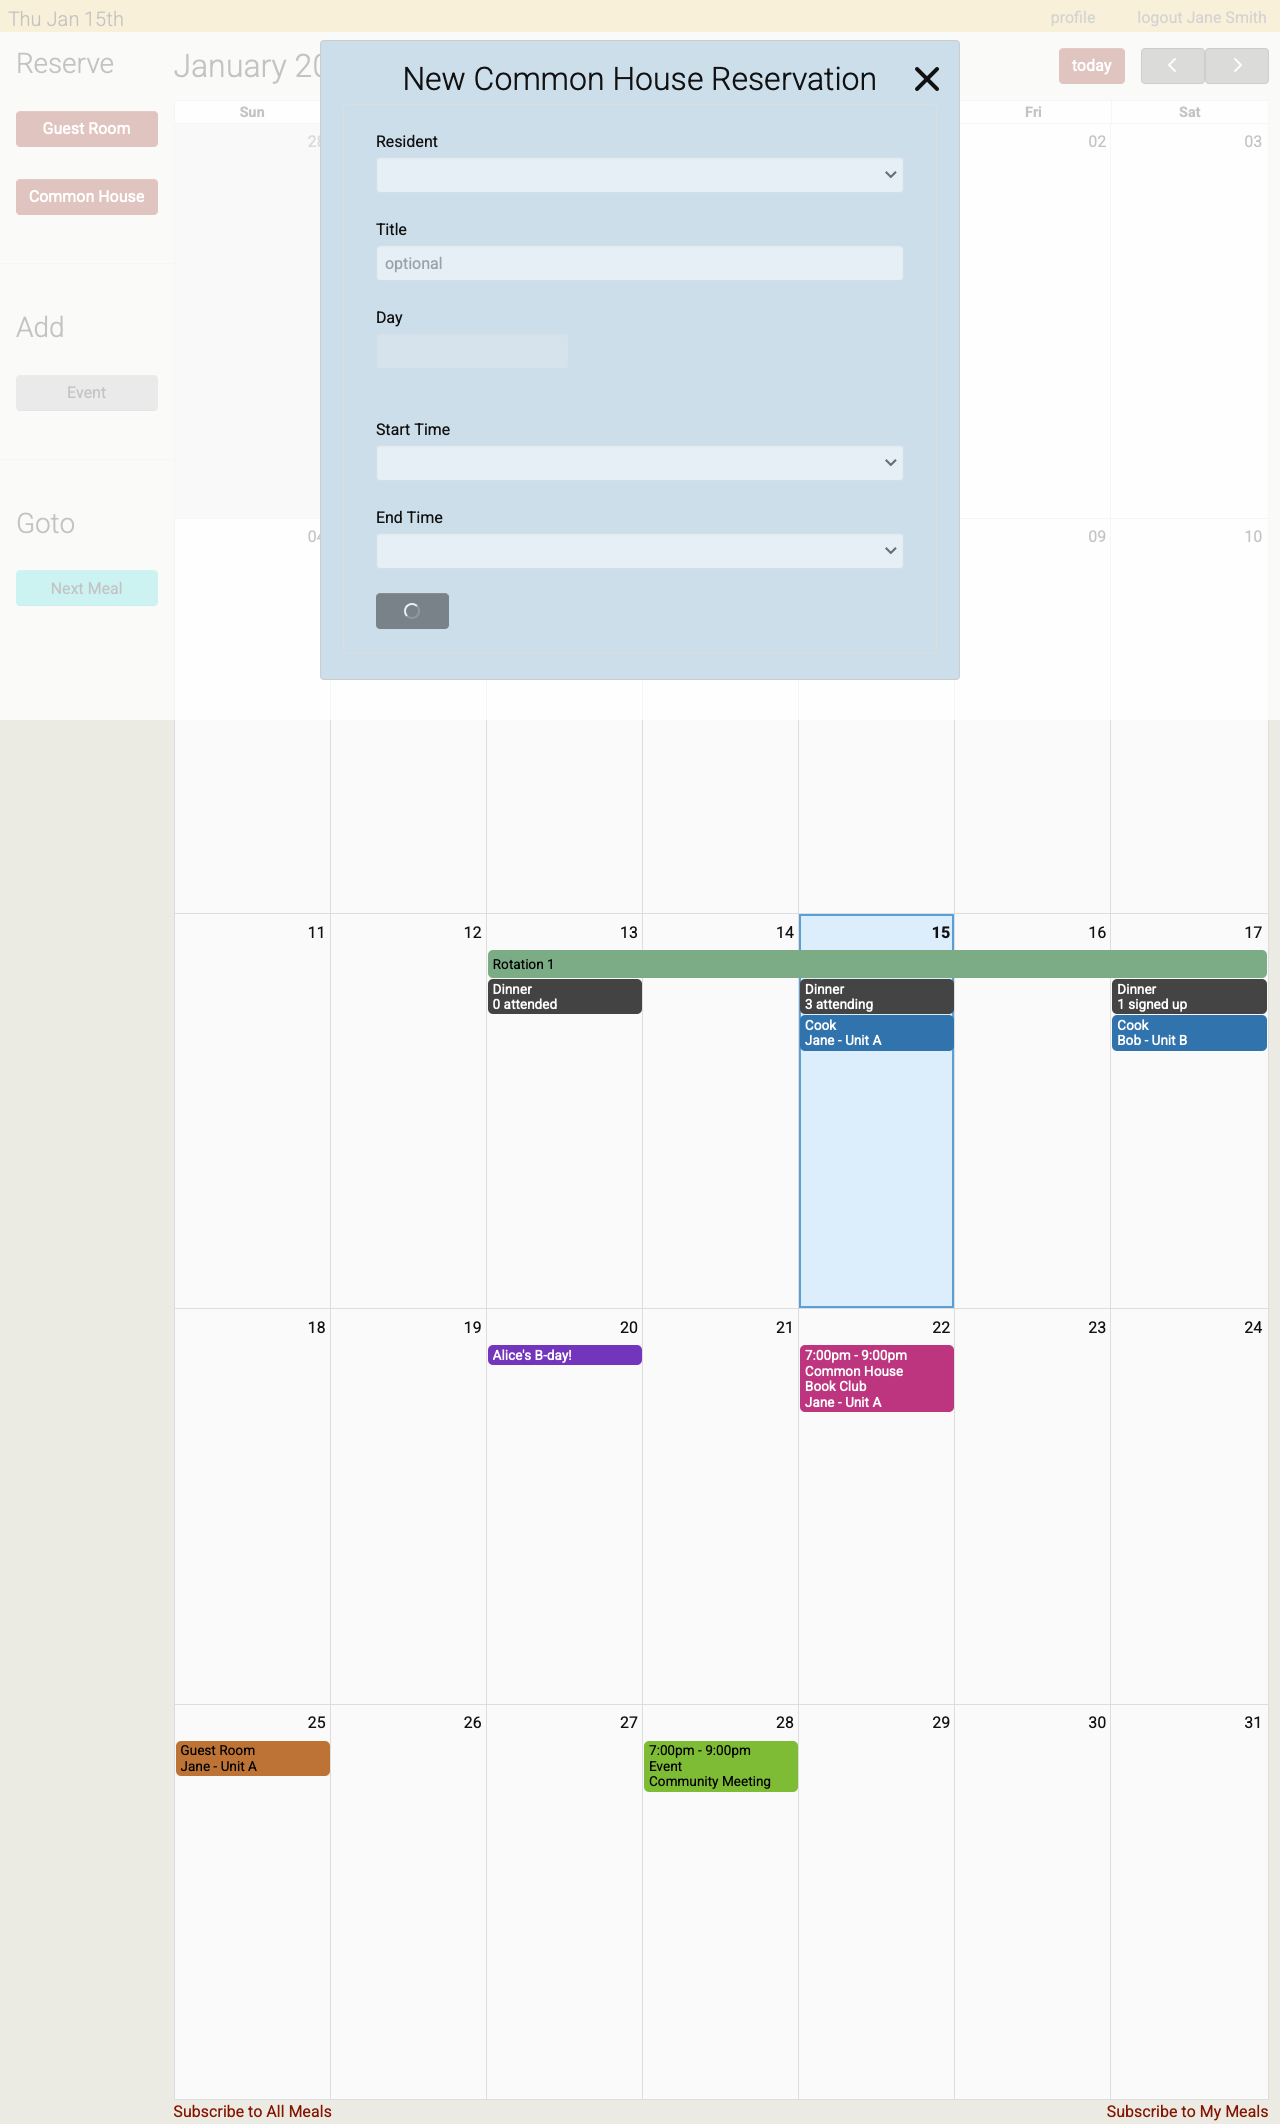 Thu Jan 15th
profile
logout Jane Smith
Reserve
Guest Room
Common House
Add
Event
Goto
Next Meal
January 20
today
Sun
Fri
Sat
New Common House Reservation
Resident
Title
optional
Day
Start Time
End Time
02
03
04
09
10
11
12
13
14
15
16
17
Rotation 1
Dinner
0 attended
Dinner
3 attending
Cook
Jane - Unit A
Dinner
1 signed up
Cook
Bob - Unit B
18
19
20
21
22
23
24
Alice's B-day!
7:00pm - 9:00pm
Common House
Book Club
Jane - Unit A
25
26
27
28
29
30
31
Guest Room
Jane - Unit A
7:00pm - 9:00pm
Event
Community Meeting
Subscribe to All Meals
Subscribe to My Meals